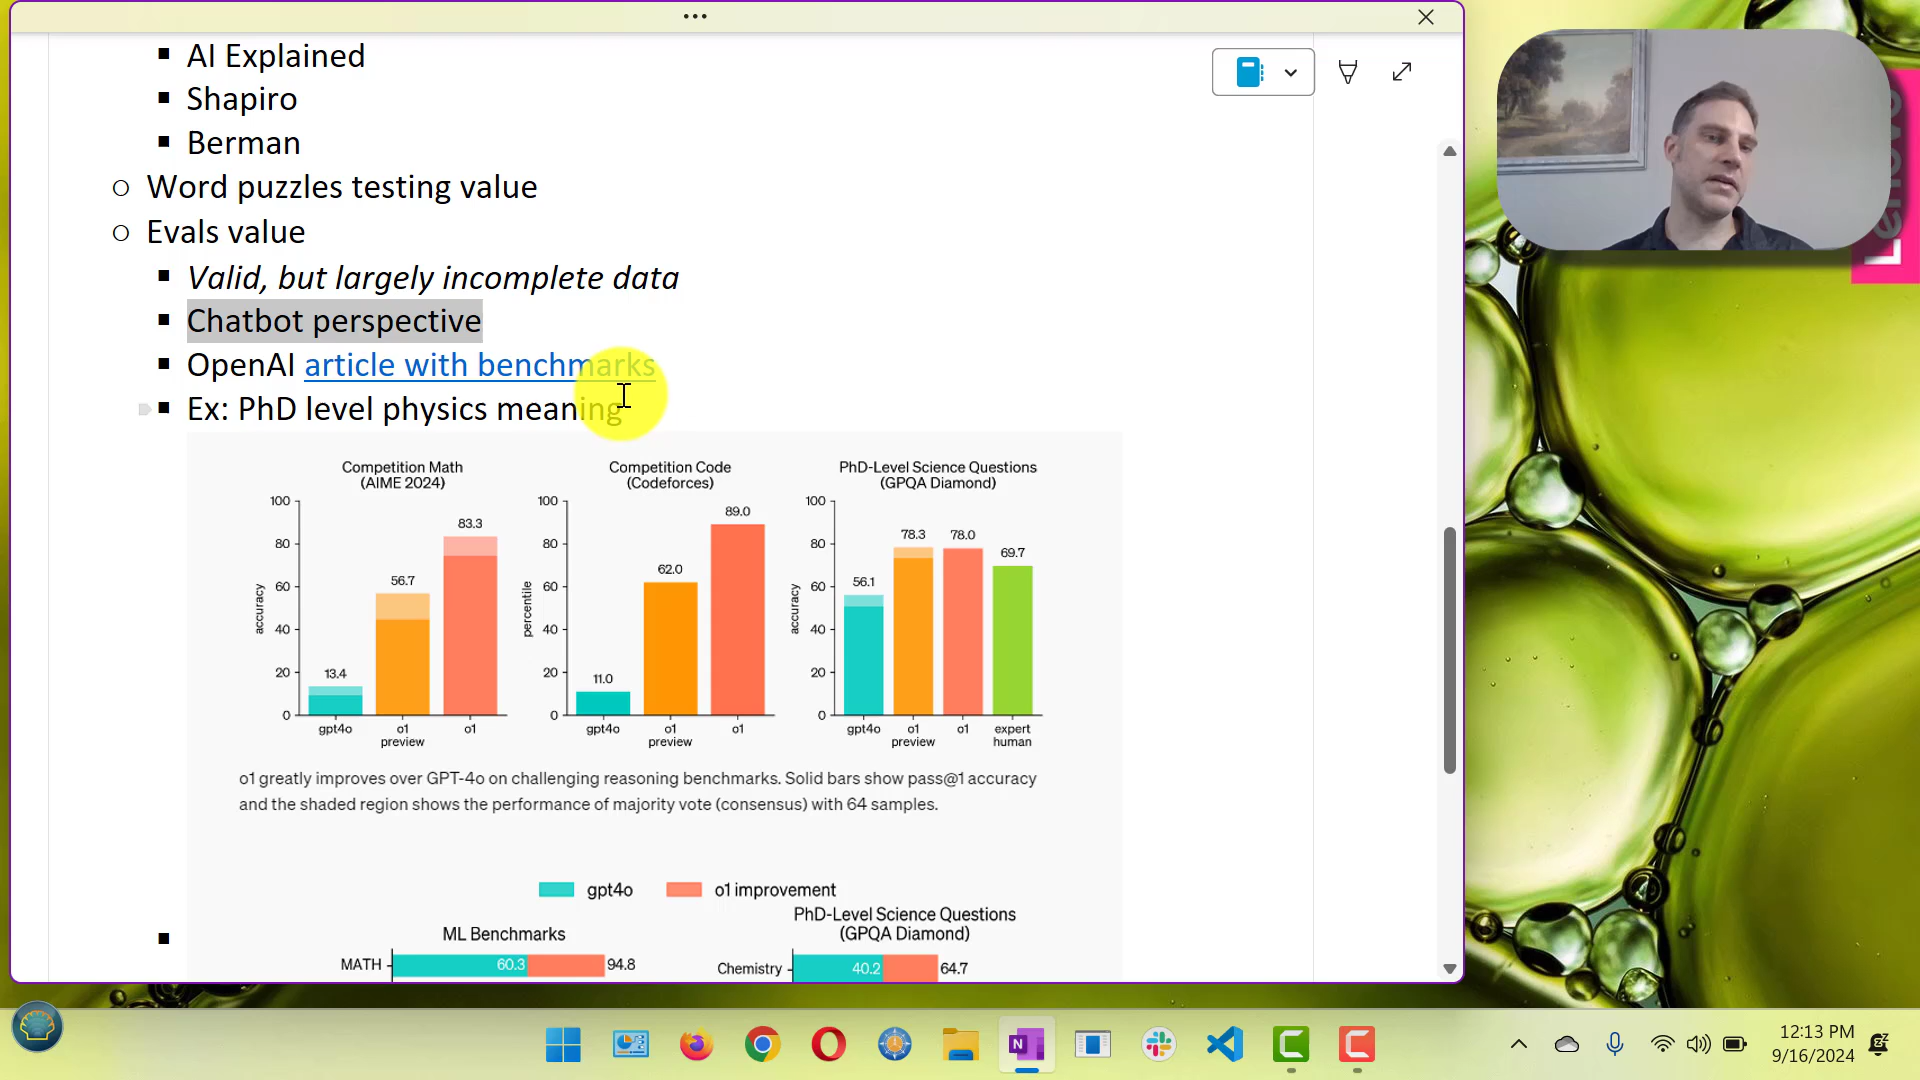 AI Explained
Shapiro
Berman
Word puzzles testing value
Evals value
Valid, but largely incomplete data
Chatbot perspective
OpenAI article with benchmarks
Ex: PhD level physics meaning
Competition Math
(AIME 2024)
accuracy
100
80
60
40
20
0
13.4
56.7
83.3
gpt4o
o1
preview
o1
Competition Code
(Codeforces)
percentile
100
80
60
40
20
0
11.0
62.0
89.0
gpt4o
o1
preview
o1
PhD-Level Science Questions
(GPQA Diamond)
accuracy
100
80
60
40
20
0
56.1
78.3
78.0
69.7
gpt4o
o1
preview
o1
expert
human
o1 greatly improves over GPT-4o on challenging reasoning benchmarks. Solid bars show pass@1 accuracy
and the shaded region shows the performance of majority vote (consensus) with 64 samples.
gpt4o
o1 improvement
ML Benchmarks
MATH
60.3
94.8
PhD-Level Science Questions
(GPQA Diamond)
Chemistry
40.2
64.7
Lenovo
N
12:13 PM
9/16/2024